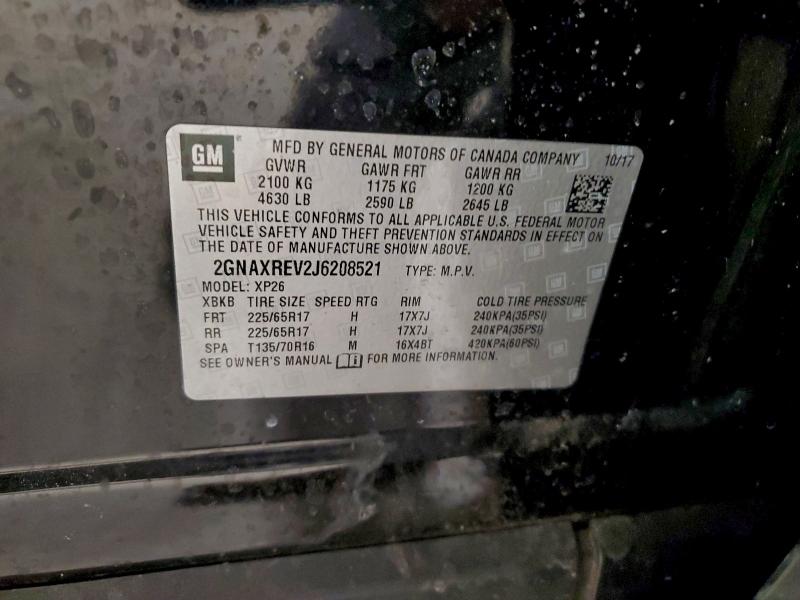 GM MFD BY GENERAL MOTORS OF CANADA COMPANY 10/17
GVWR GAWR FRT GAWR RR
2100 KG 1175 KG 1200 KG
4630 LB 2590 LB 2645 LB
THIS VEHICLE CONFORMS TO ALL APPLICABLE U.S. FEDERAL MOTOR
VEHICLE SAFETY AND THEFT PREVENTION STANDARDS IN EFFECT ON
THE DATE OF MANUFACTURE SHOWN ABOVE.
2GNAXREV2J6208521 TYPE: M.P.V.
MODEL: XP26
XBKB TIRE SIZE SPEED RTG RIM COLD TIRE PRESSURE
FRT 225/65R17 H 17X7J 240KPA(35PSI)
RR 225/65R17 H 17X7J 240KPA(35PSI)
SPA T135/70R16 M 16X4BT 420KPA(60PSI)
SEE OWNER'S MANUAL FOR MORE INFORMATION.